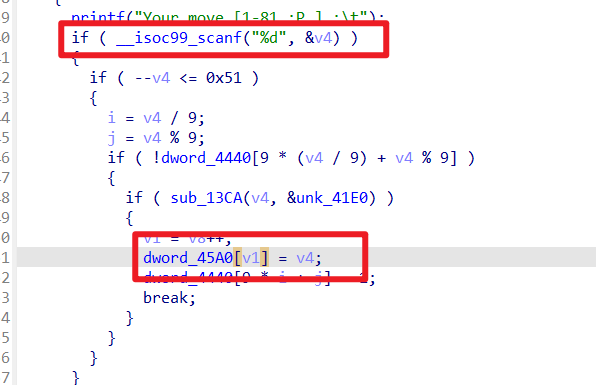 9 printf("Your move [1-81 :P ] :\t");
0 if ( __isoc99_scanf("%d", &v4) )
1 {
2 if ( --v4 <= 0x51 )
3 {
4 i = v4 / 9;
5 j = v4 % 9;
6 if ( !dword_4440[9 * (v4 / 9) + v4 % 9] )
7 {
8 if ( sub_13CA(v4, &unk_41E0) )
9 {
0 v1 = v8++;
1 dword_45A0[v1] = v4;
2 dword_4440[9 * i + j] 2;
3 break;
4 }
5 }
6 }
7 }